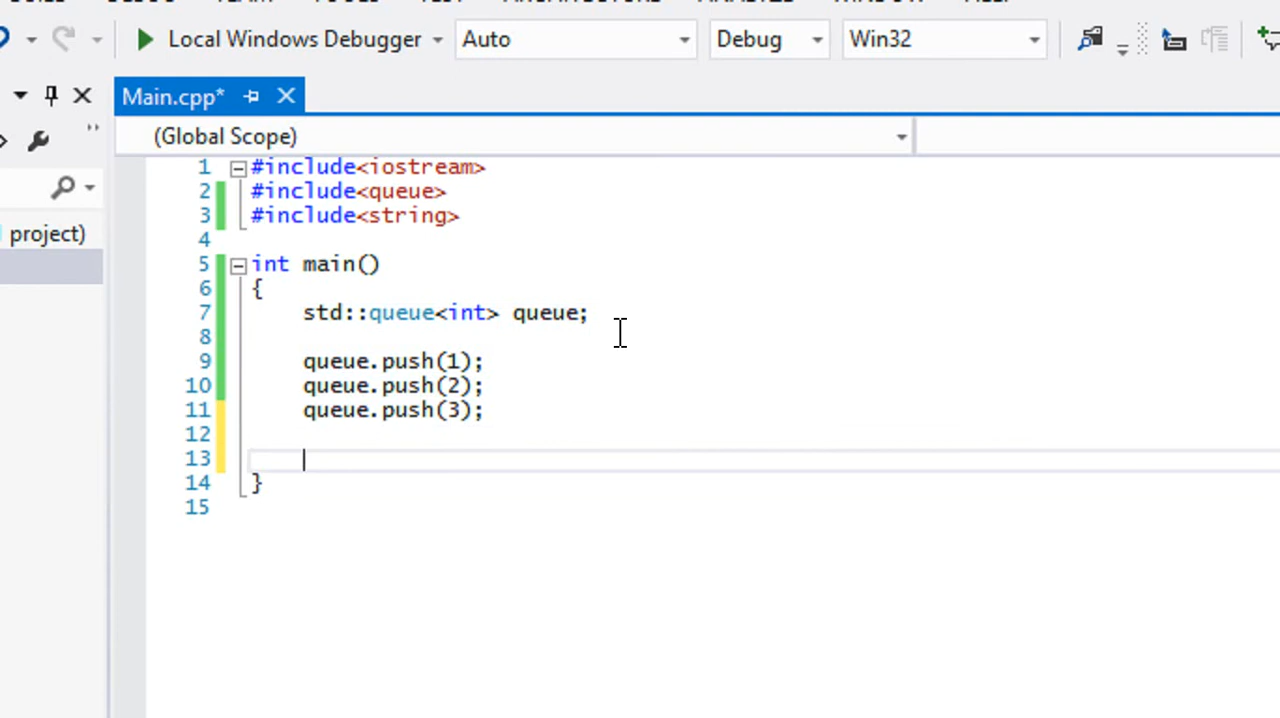 Local Windows Debugger Auto Debug Win32
Main.cpp*
(Global Scope)
project)
1 #include<iostream>
2 #include<queue>
3 #include<string>
4
5 int main()
6 {
7 std::queue<int> queue;
8
9 queue.push(1);
10 queue.push(2);
11 queue.push(3);
12
13
14 }
15